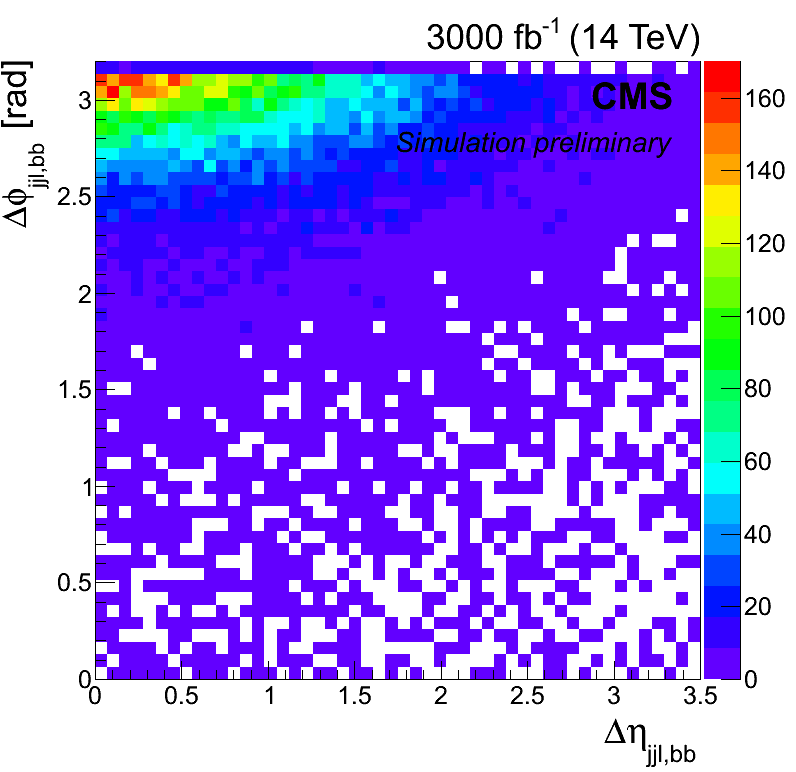 3000 fb⁻¹ (14 TeV)
CMS
Simulation preliminary
Δϕjjl,bb [rad]
3
2.5
2
1.5
1
0.5
0
0 0.5 1 1.5 2 2.5 3 3.5
Δηjjl,bb
160
140
120
100
80
60
40
20
0